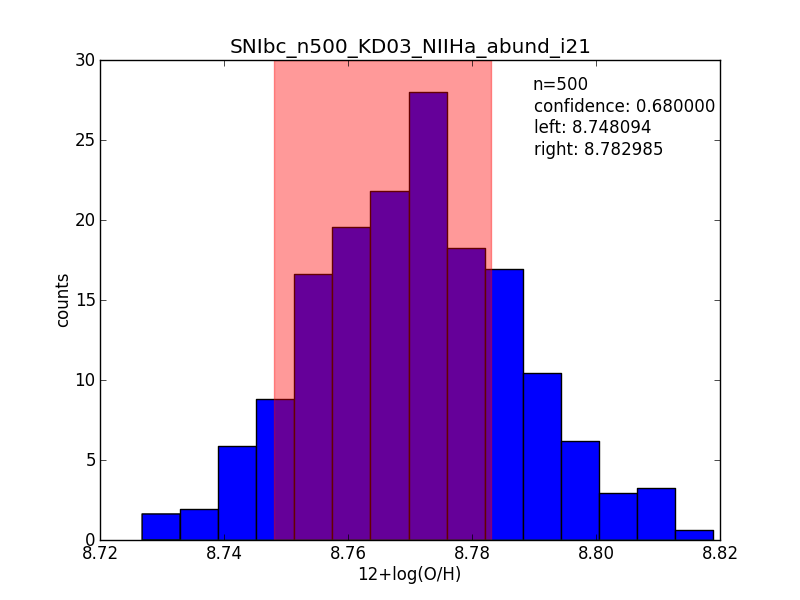 SNIbc_n500_KD03_NIIHa_abund_i21
30
n=500
confidence: 0.680000
left: 8.748094
right: 8.782985
25
20
15
10
5
0
counts
8.72 8.74 8.76 8.78 8.80 8.82
12+log(O/H)